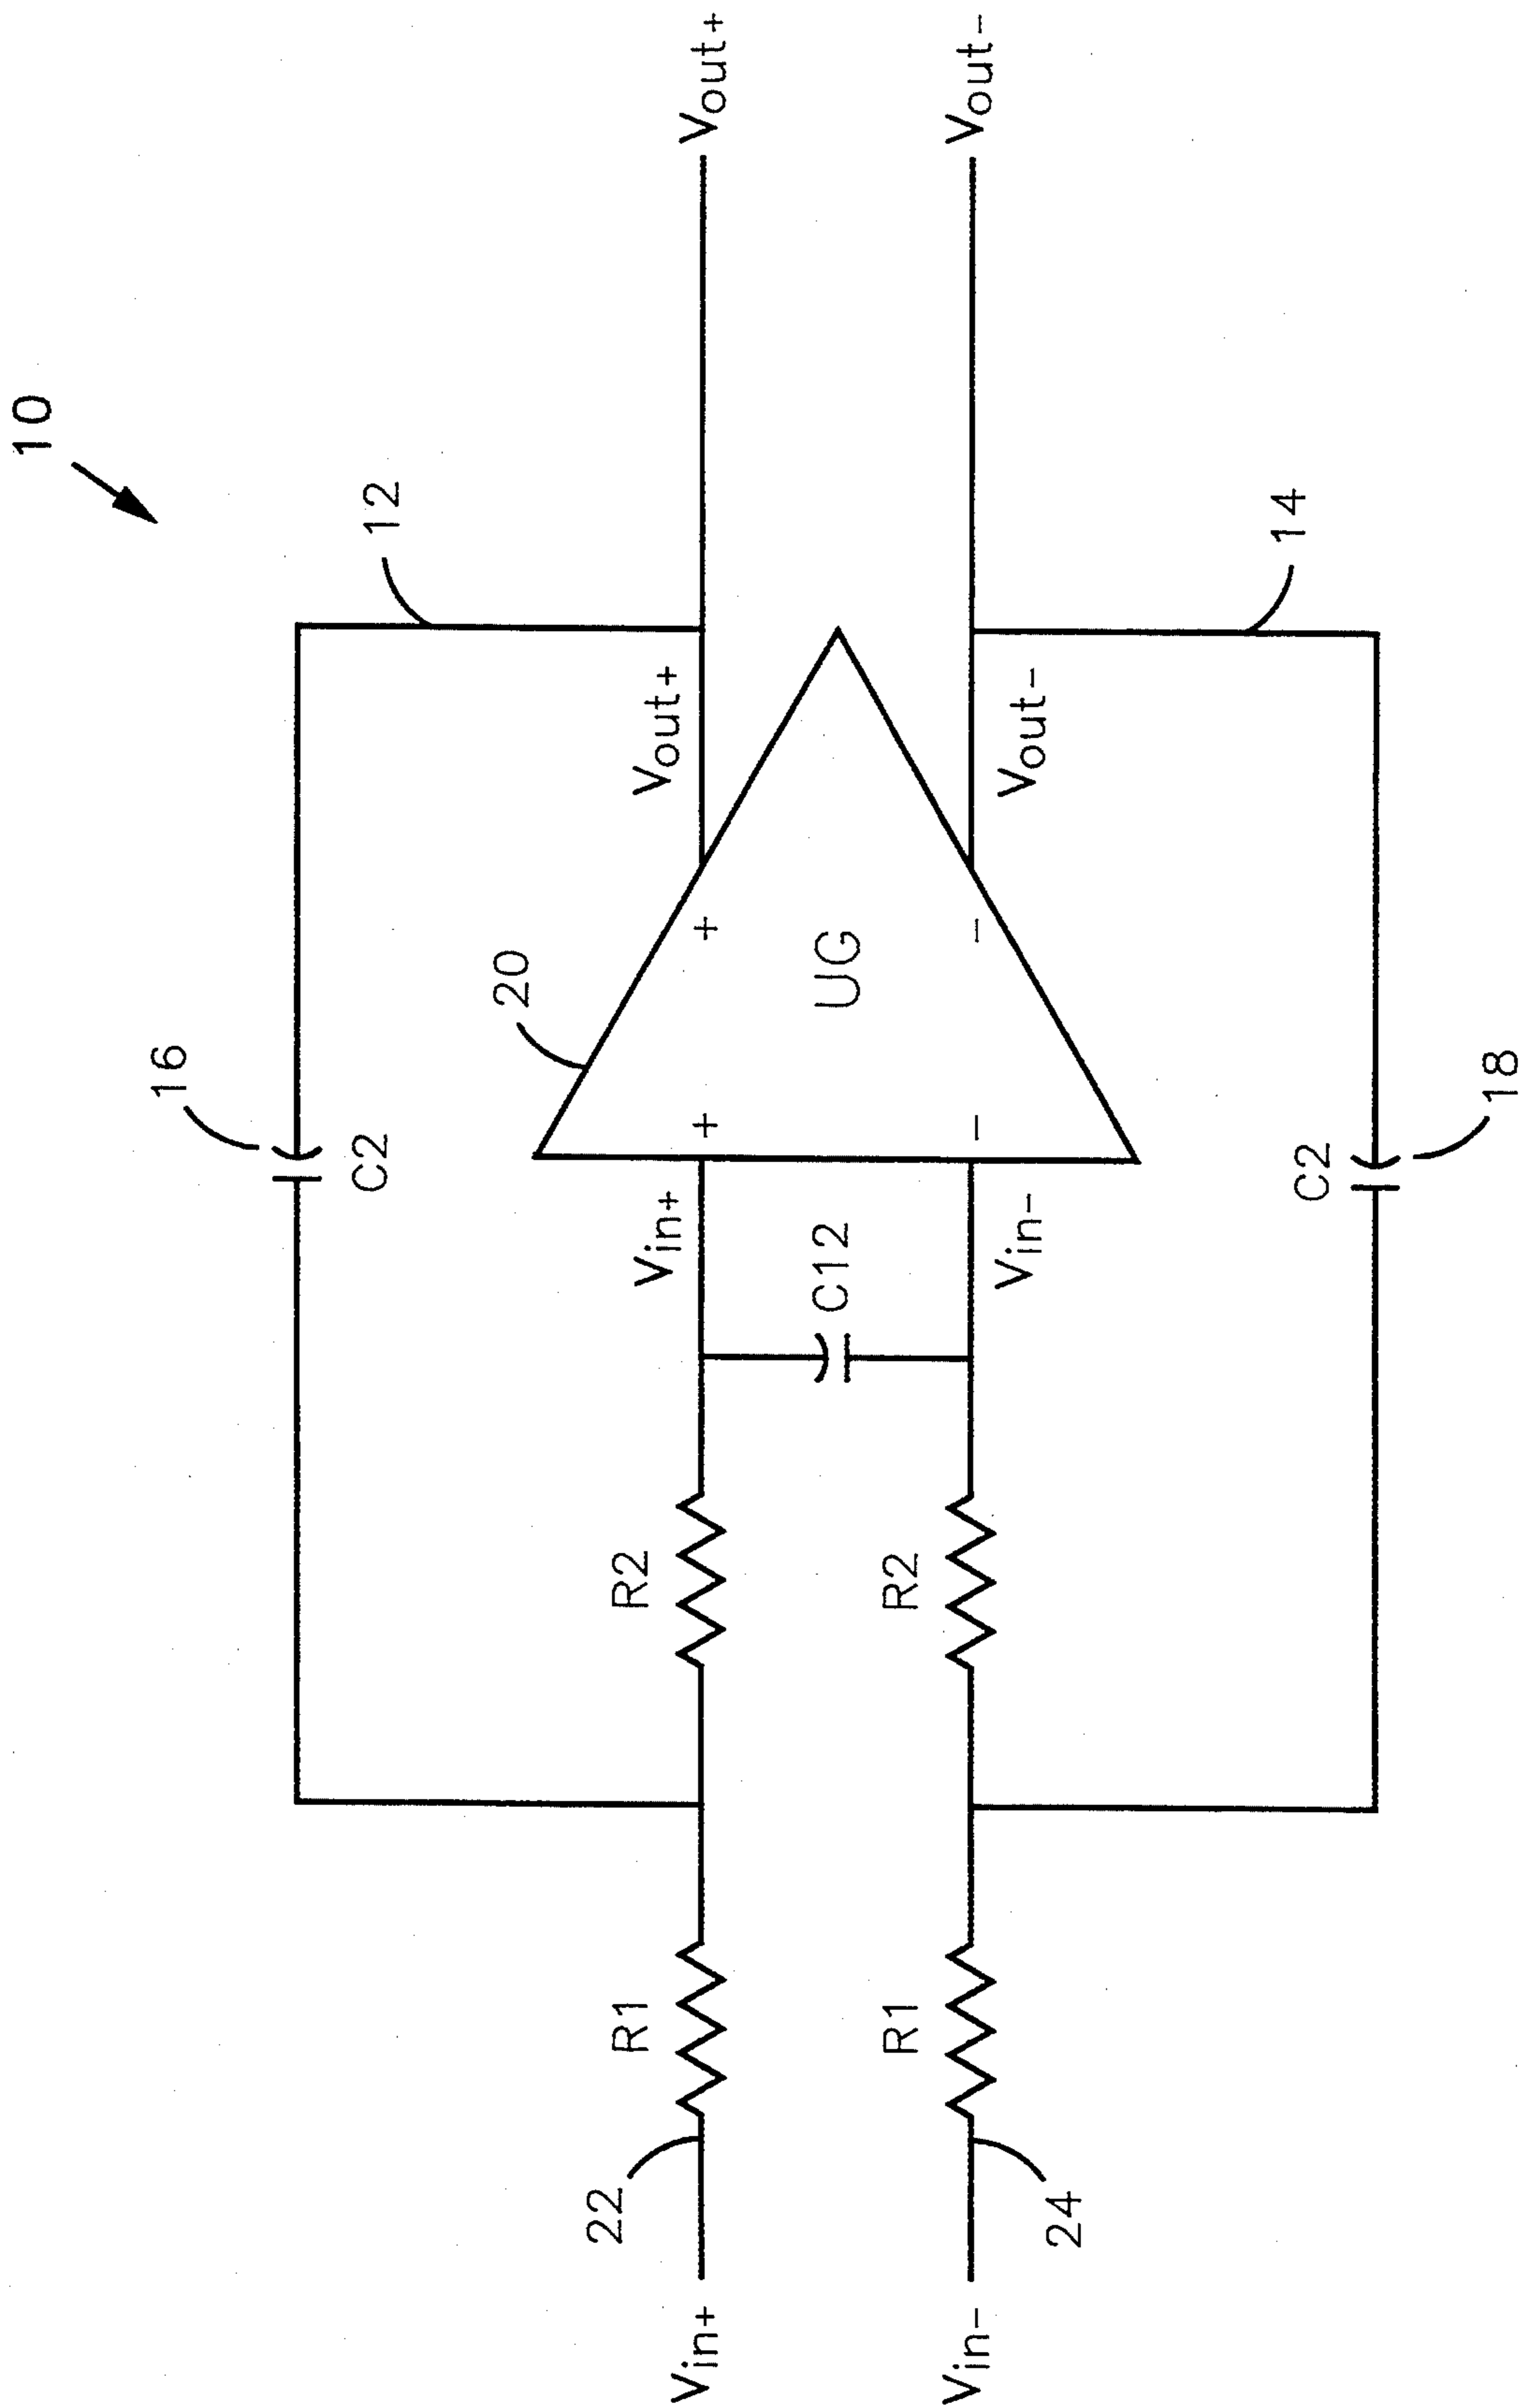 10
16
12
C2
20
Vin+
Vout+
Vout+
22
R1
R2
+
+
C12
UG
Vin+
Vin-
R1
R2
-
-
Vin-
Vout-
Vout-
24
C2
14
18